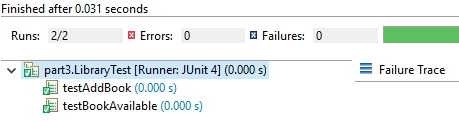 Finished after 0.031 seconds
Runs: 2/2 Errors: 0 Failures: 0
part3.LibraryTest [Runner: JUnit 4] (0.000 s)
Failure Trace
testAddBook (0.000 s)
testBookAvailable (0.000 s)